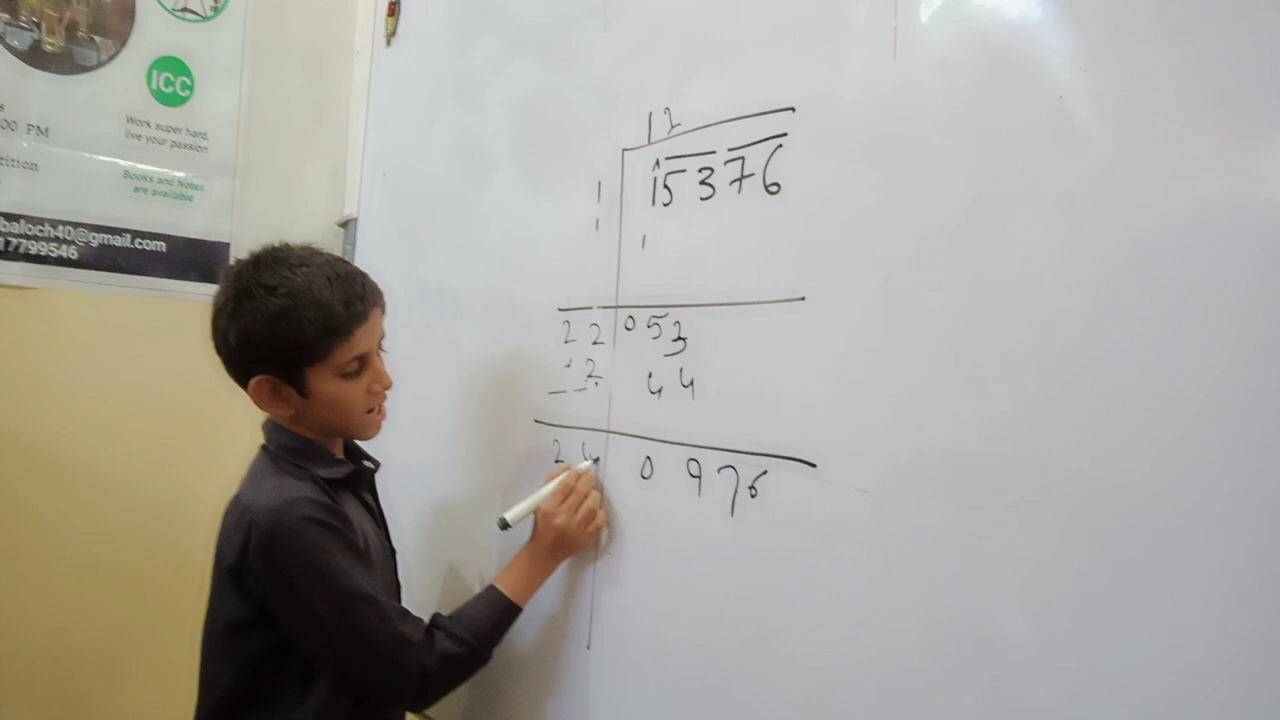 ICC
Work super hard,
live your passion
Books and Notes
are available
00 PM
baloch40@gmail.com
17799546
12
1 15376
1 1
22 053
2 44
24 0976